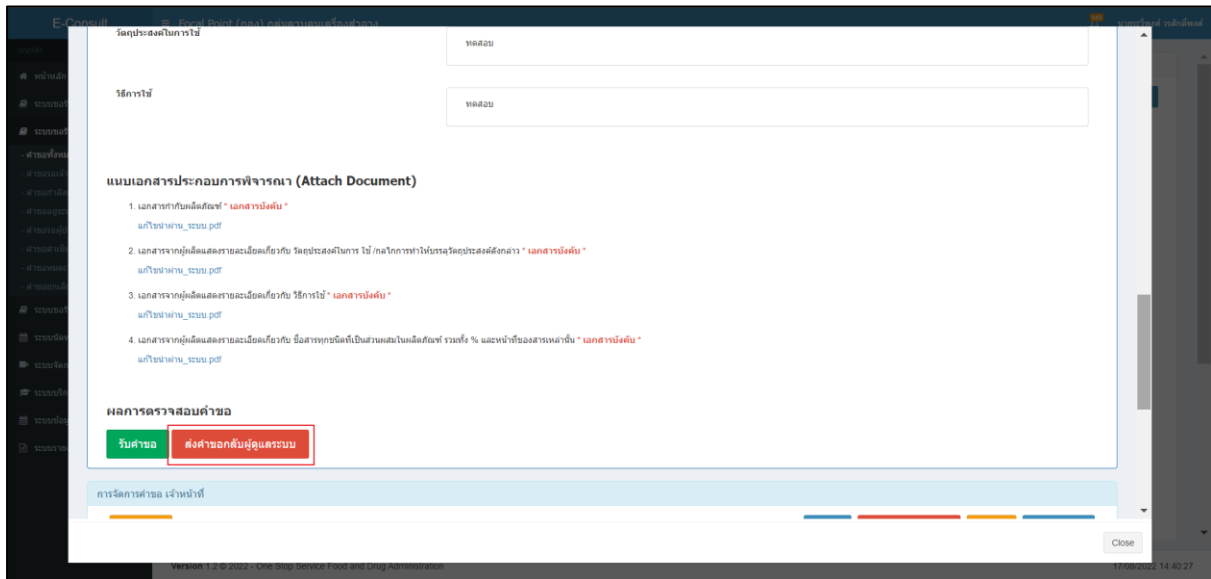 E-Consult
Focal Point (กอง) กลุ่มควบคุมเครื่องสำอาง
หน้าหลัก
วัตถุประสงค์ในการใช้
ทดสอบ
วิธีการใช้
ทดสอบ
แนบเอกสารประกอบการพิจารณา (Attach Document)
1. เอกสารกำกับผลิตภัณฑ์ * เอกสารบังคับ *
แก้ไขนำผ่าน_ระบบ.pdf
2. เอกสารจากผู้ผลิตแสดงรายละเอียดเกี่ยวกับ วัตถุประสงค์ในการ ใช้ /กลไกการทำให้บรรลุวัตถุประสงค์ดังกล่าว * เอกสารบังคับ *
แก้ไขนำผ่าน_ระบบ.pdf
3. เอกสารจากผู้ผลิตแสดงรายละเอียดเกี่ยวกับ วิธีการใช้ * เอกสารบังคับ *
แก้ไขนำผ่าน_ระบบ.pdf
4. เอกสารจากผู้ผลิตแสดงรายละเอียดเกี่ยวกับ ชื่อสารทุกชนิดที่เป็นส่วนผสมในผลิตภัณฑ์ รวมทั้ง % และหน้าที่ของสารเหล่านั้น * เอกสารบังคับ *
แก้ไขนำผ่าน_ระบบ.pdf
ผลการตรวจสอบคำขอ
รับคำขอ
ส่งคำขอกลับผู้ดูแลระบบ
การจัดการคำขอ เจ้าหน้าที่
Close
Version 1.2 © 2022 - One Stop Service Food and Drug Administration
17/06/2022 14:40:27